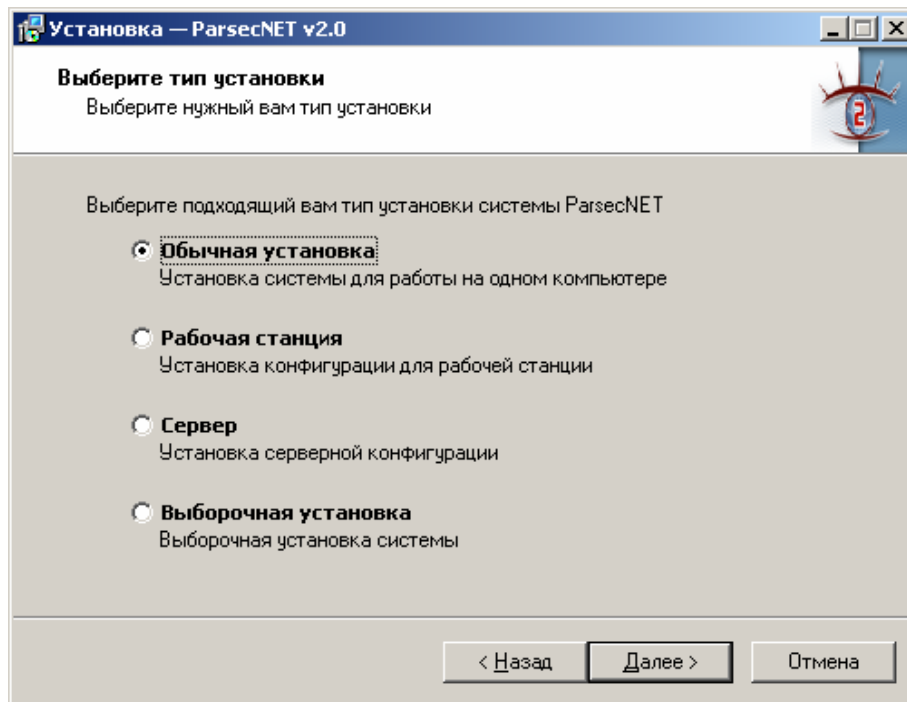 Установка — ParsecNET v2.0
Выберите тип установки
Выберите нужный вам тип установки
2
Выберите подходящий вам тип установки системы ParsecNET
Обычная установка
Установка системы для работы на одном компьютере
Рабочая станция
Установка конфигурации для рабочей станции
Сервер
Установка серверной конфигурации
Выборочная установка
Выборочная установка системы
< Назад Далее > Отмена